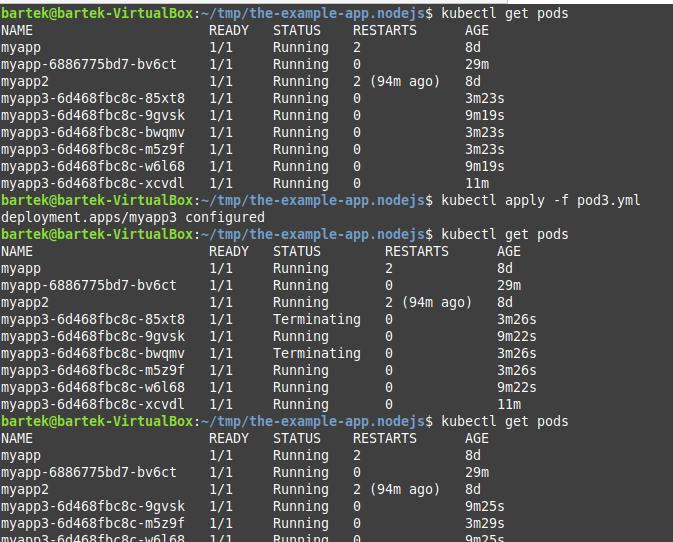 bartek@bartek-VirtualBox:~/tmp/the-example-app.nodejs$ kubectl get pods
NAME READY STATUS RESTARTS AGE
myapp 1/1 Running 2 8d
myapp-6886775bd7-bv6ct 1/1 Running 0 29m
myapp2 1/1 Running 2 (94m ago) 8d
myapp3-6d468fbc8c-85xt8 1/1 Running 0 3m23s
myapp3-6d468fbc8c-9gvsk 1/1 Running 0 9m19s
myapp3-6d468fbc8c-bwqmv 1/1 Running 0 3m23s
myapp3-6d468fbc8c-m5z9f 1/1 Running 0 3m23s
myapp3-6d468fbc8c-w6l68 1/1 Running 0 9m19s
myapp3-6d468fbc8c-xcvdl 1/1 Running 0 11m
bartek@bartek-VirtualBox:~/tmp/the-example-app.nodejs$ kubectl apply -f pod3.yml
deployment.apps/myapp3 configured
bartek@bartek-VirtualBox:~/tmp/the-example-app.nodejs$ kubectl get pods
NAME READY STATUS RESTARTS AGE
myapp 1/1 Running 2 8d
myapp-6886775bd7-bv6ct 1/1 Running 0 29m
myapp2 1/1 Running 2 (94m ago) 8d
myapp3-6d468fbc8c-85xt8 1/1 Terminating 0 3m26s
myapp3-6d468fbc8c-9gvsk 1/1 Running 0 9m22s
myapp3-6d468fbc8c-bwqmv 1/1 Terminating 0 3m26s
myapp3-6d468fbc8c-m5z9f 1/1 Running 0 3m26s
myapp3-6d468fbc8c-w6l68 1/1 Running 0 9m22s
myapp3-6d468fbc8c-xcvdl 1/1 Running 0 11m
bartek@bartek-VirtualBox:~/tmp/the-example-app.nodejs$ kubectl get pods
NAME READY STATUS RESTARTS AGE
myapp 1/1 Running 2 8d
myapp-6886775bd7-bv6ct 1/1 Running 0 29m
myapp2 1/1 Running 2 (94m ago) 8d
myapp3-6d468fbc8c-9gvsk 1/1 Running 0 9m25s
myapp3-6d468fbc8c-m5z9f 1/1 Running 0 3m29s
myapp3-6d468fbc8c-w6l68 1/1 Running 0 9m25s